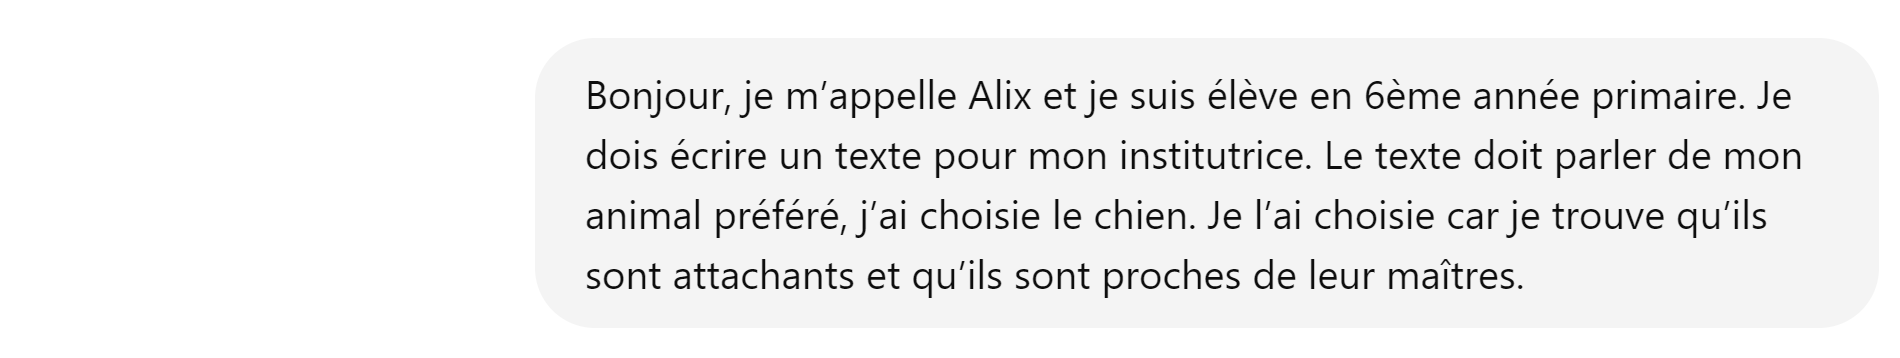 Bonjour, je m’appelle Alix et je suis élève en 6ème année primaire. Je
dois écrire un texte pour mon institutrice. Le texte doit parler de mon
animal préféré, j’ai choisie le chien. Je l’ai choisie car je trouve qu’ils
sont attachants et qu’ils sont proches de leur maîtres.